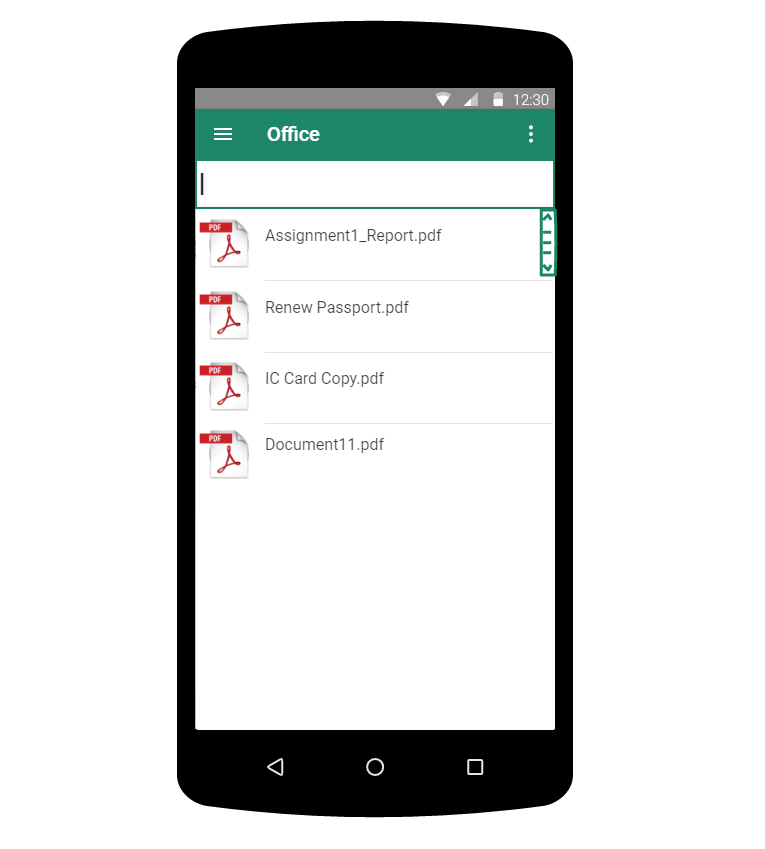 12:30
Office
PDF
Assignment1_Report.pdf
PDF
Renew Passport.pdf
PDF
IC Card Copy.pdf
PDF
Document11.pdf